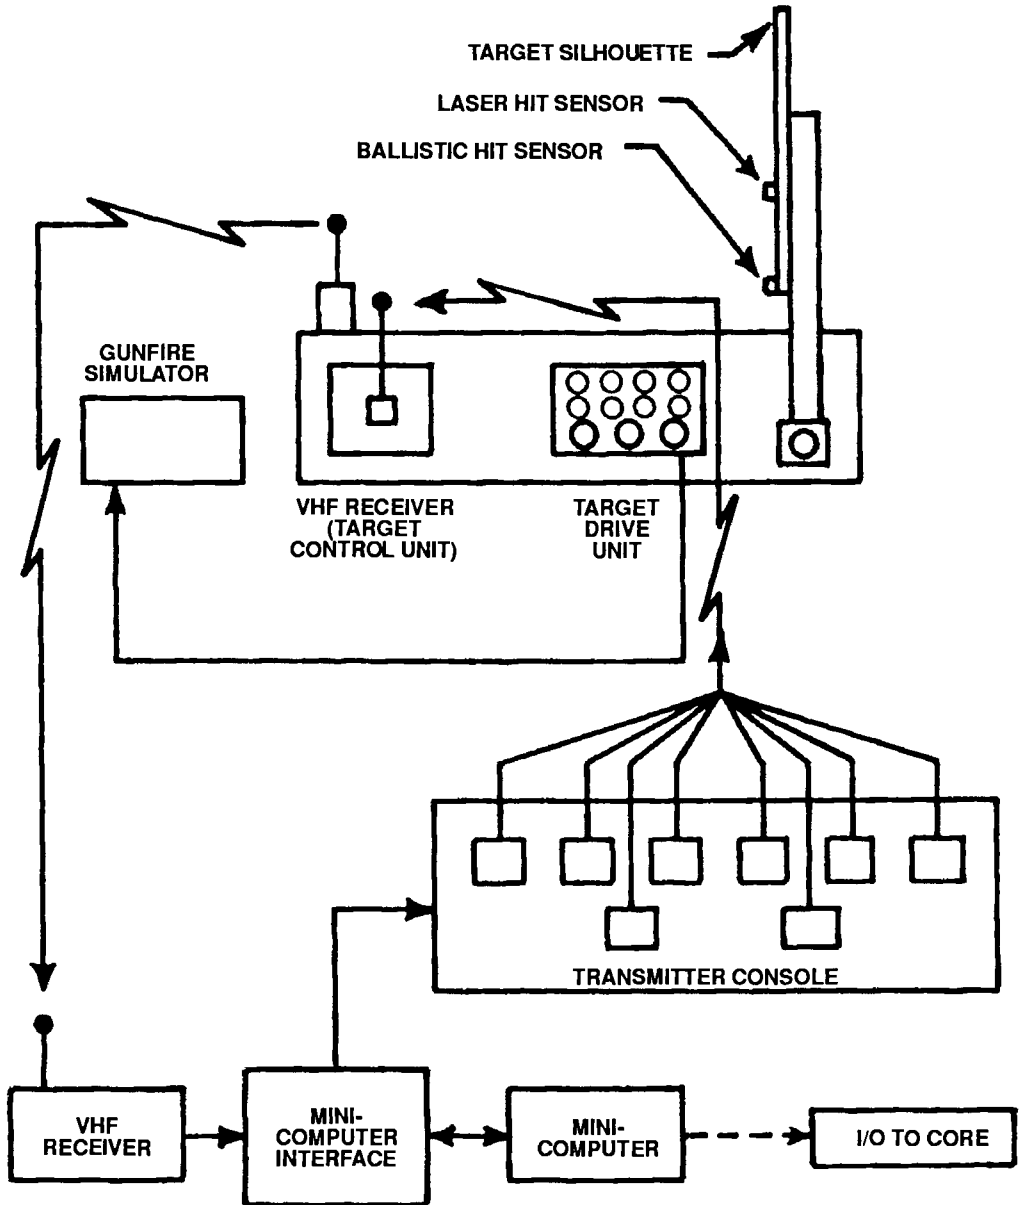 TARGET SILHOUETTE
LASER HIT SENSOR
BALLISTIC HIT SENSOR
GUNFIRE
SIMULATOR
VHF RECEIVER
(TARGET
CONTROL UNIT)
TARGET
DRIVE
UNIT
TRANSMITTER CONSOLE
VHF
RECEIVER
MINI-
COMPUTER
INTERFACE
MINI-
COMPUTER
I/O TO CORE